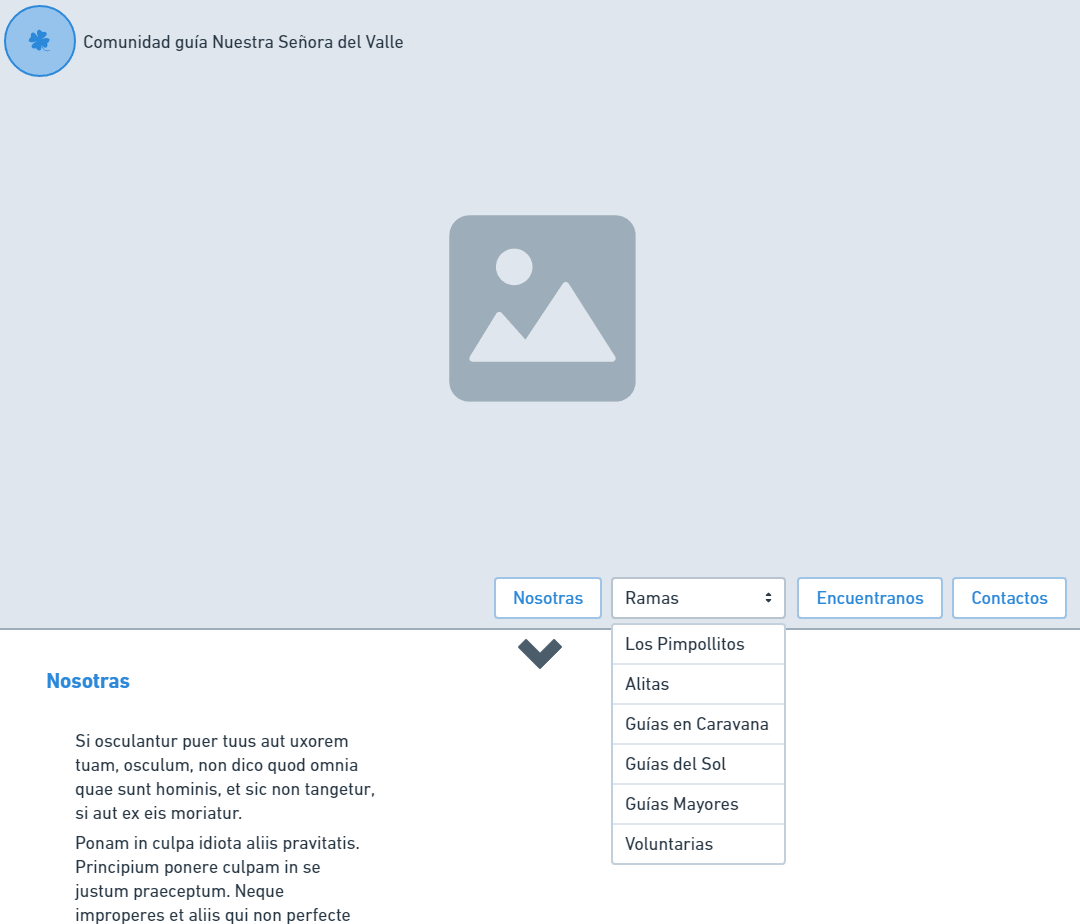 Comunidad guía Nuestra Señora del Valle
Nosotras
Ramas
Encuentranos
Contactos
Los Pimpollitos
Alitas
Guías en Caravana
Guías del Sol
Guías Mayores
Voluntarias
Nosotras
Si osculantur puer tuus aut uxorem
tuam, osculum, non dico quod omnia
quae sunt hominis, et sic non tangetur,
si aut ex eis moriatur.
Ponam in culpa idiota aliis pravitatis.
Principium ponere culpam in se
justum praeceptum. Neque
improperes et aliis qui non perfecte